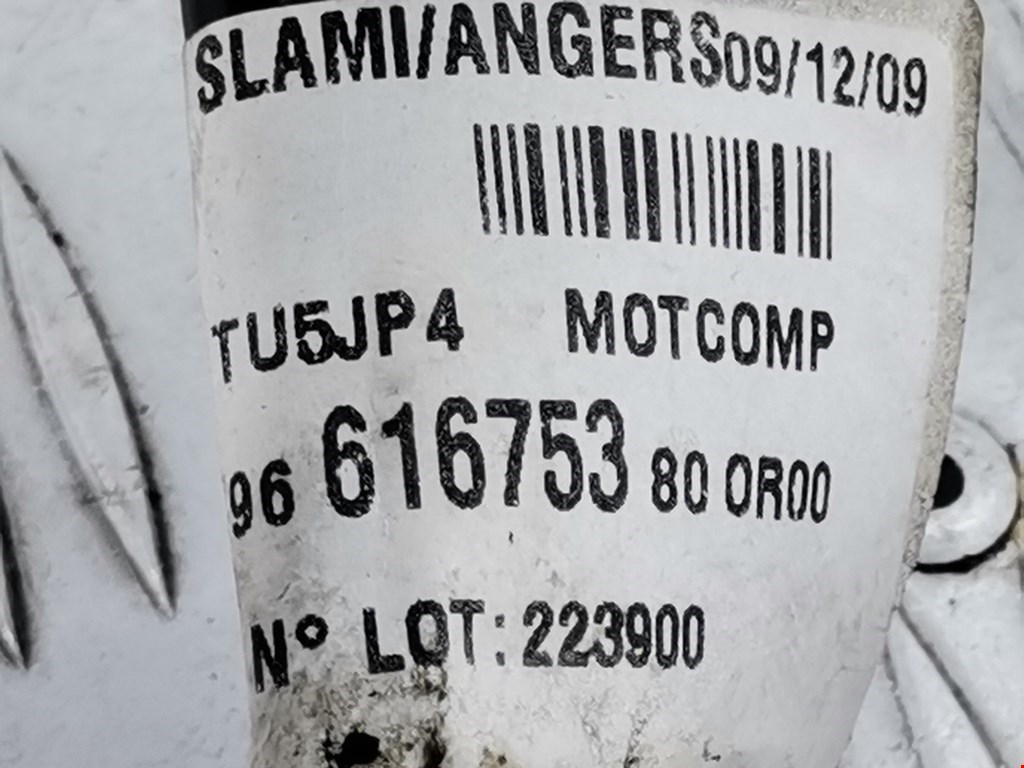 SLAMI/ANGERS09/12/09
TU5JP4 MOTCOMP
96 616753 80 0R00
N° LOT: 223900